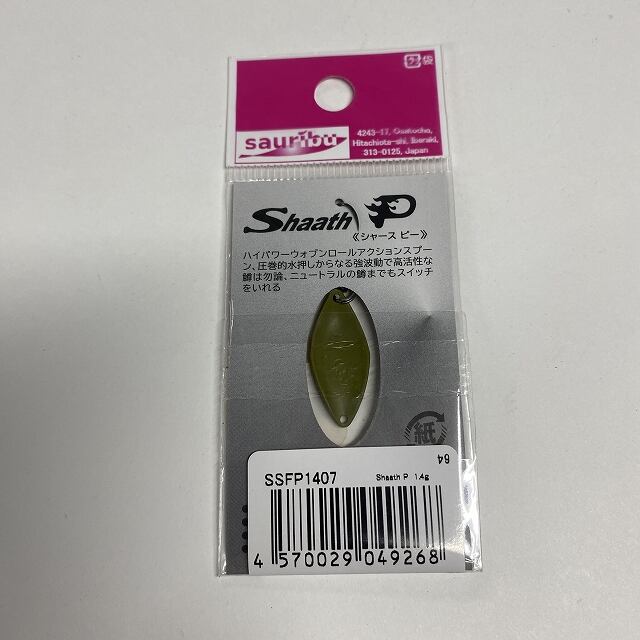 sauribu
4243-17, Osatocho,
Hitachiota-shi, Ibaraki,
313-0125, Japan
Shaath P
《シャース ピー》
ハイパワーウォブンロールアクションスプー
ン、圧巻的水押しからなる強波動で高活性な
鱒は勿論、ニュートラルの鱒までもスイッチ
をいれる
紙
64
SSFP1407
Shaath P 1.4g
4 570029 049268